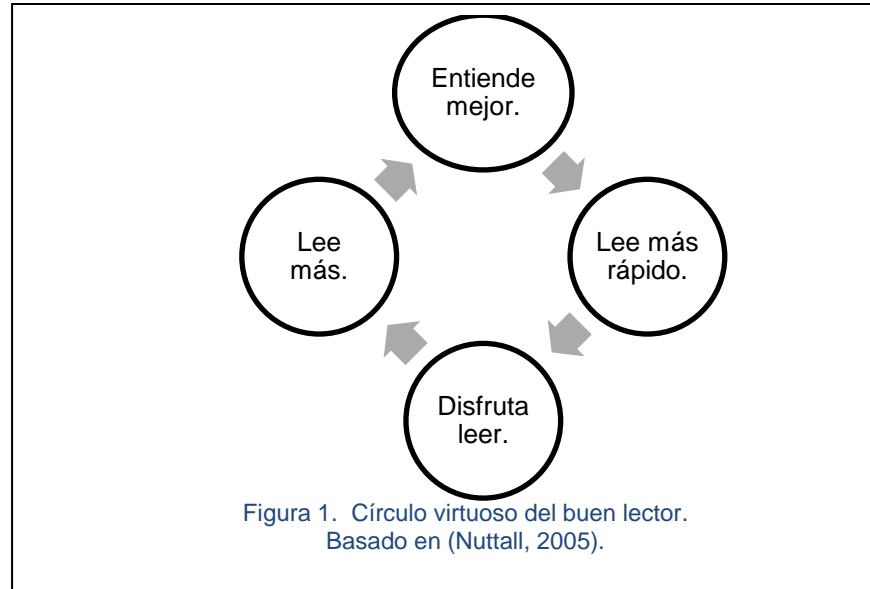 Entiende
mejor.
Lee más
rápido.
Disfruta
leer.
Lee
más.
Figura 1.  Círculo virtuoso del buen lector.
Basado en (Nuttall, 2005).